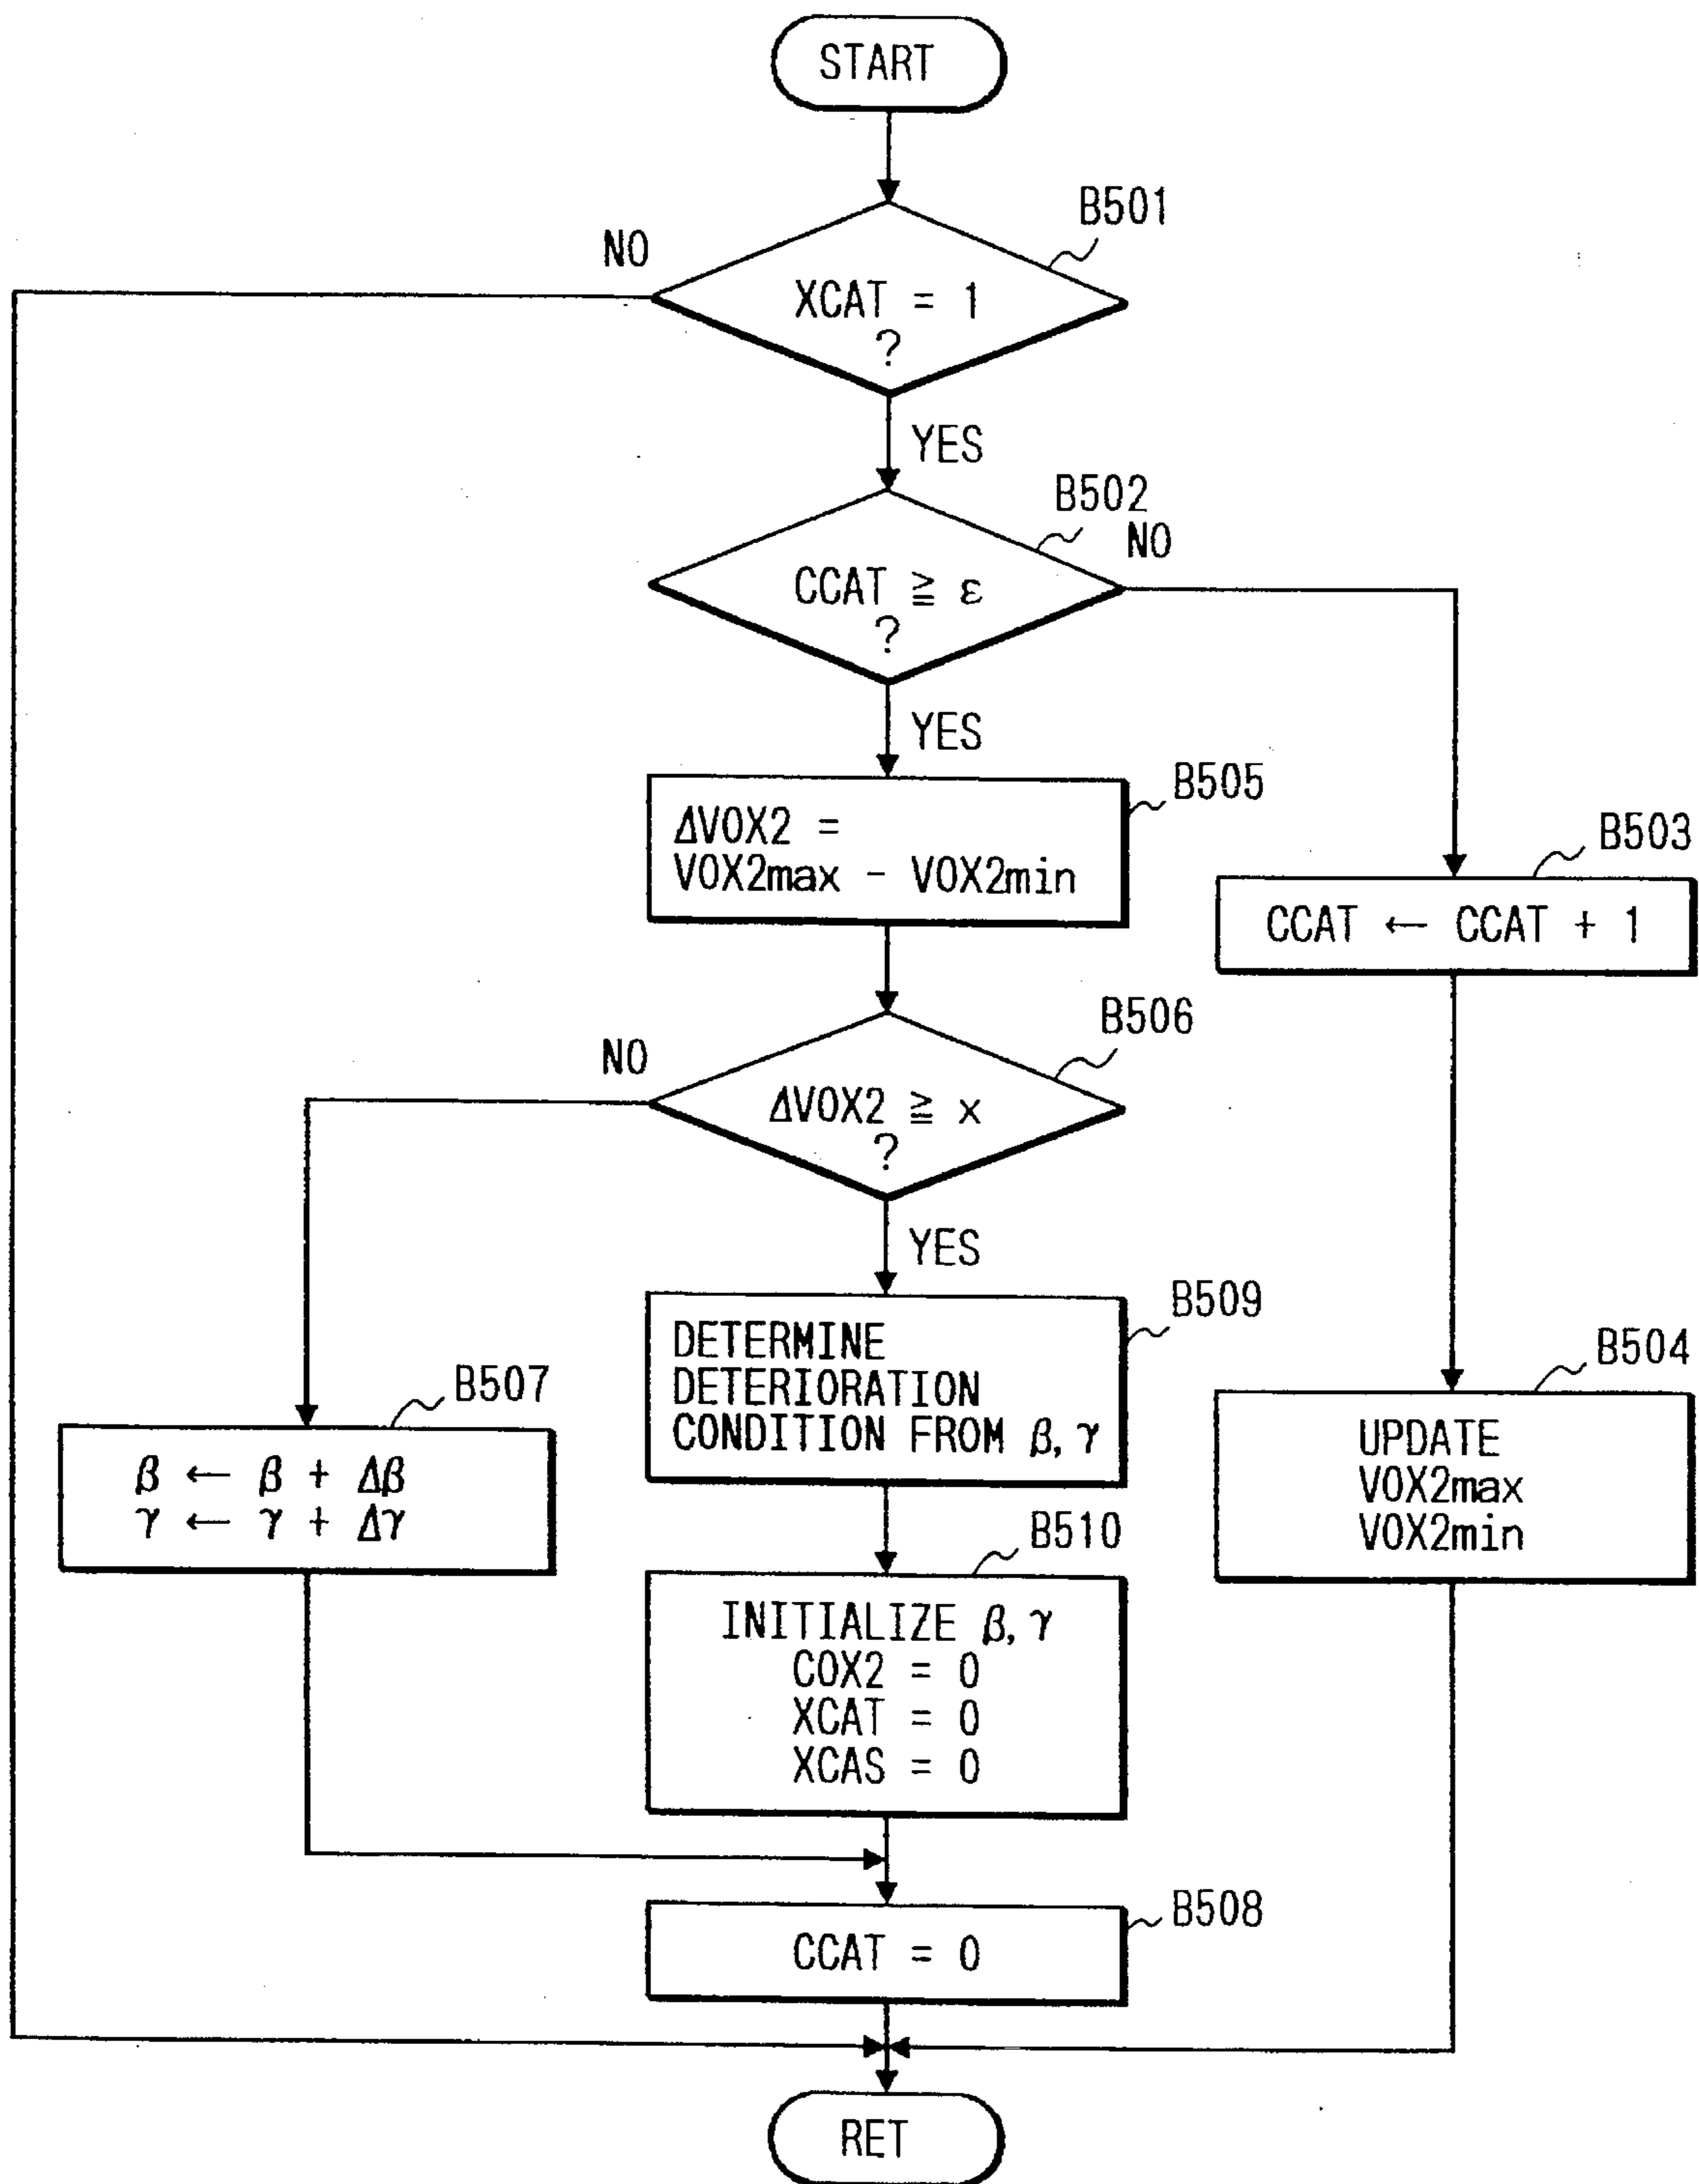 START
B501
NO
XCAT = 1
?
YES
B502
NO
CCAT ≧ ε
?
YES
B505
ΔVOX2 =
VOX2max - VOX2min
B503
CCAT ← CCAT + 1
B506
NO
ΔVOX2 ≧ x
?
YES
B509
DETERMINE
DETERIORATION
CONDITION FROM β, γ
B504
UPDATE
VOX2max
VOX2min
B507
β ← β + Δβ
γ ← γ + Δγ
B510
INITIALIZE β, γ
COX2 = 0
XCAT = 0
XCAS = 0
B508
CCAT = 0
RET